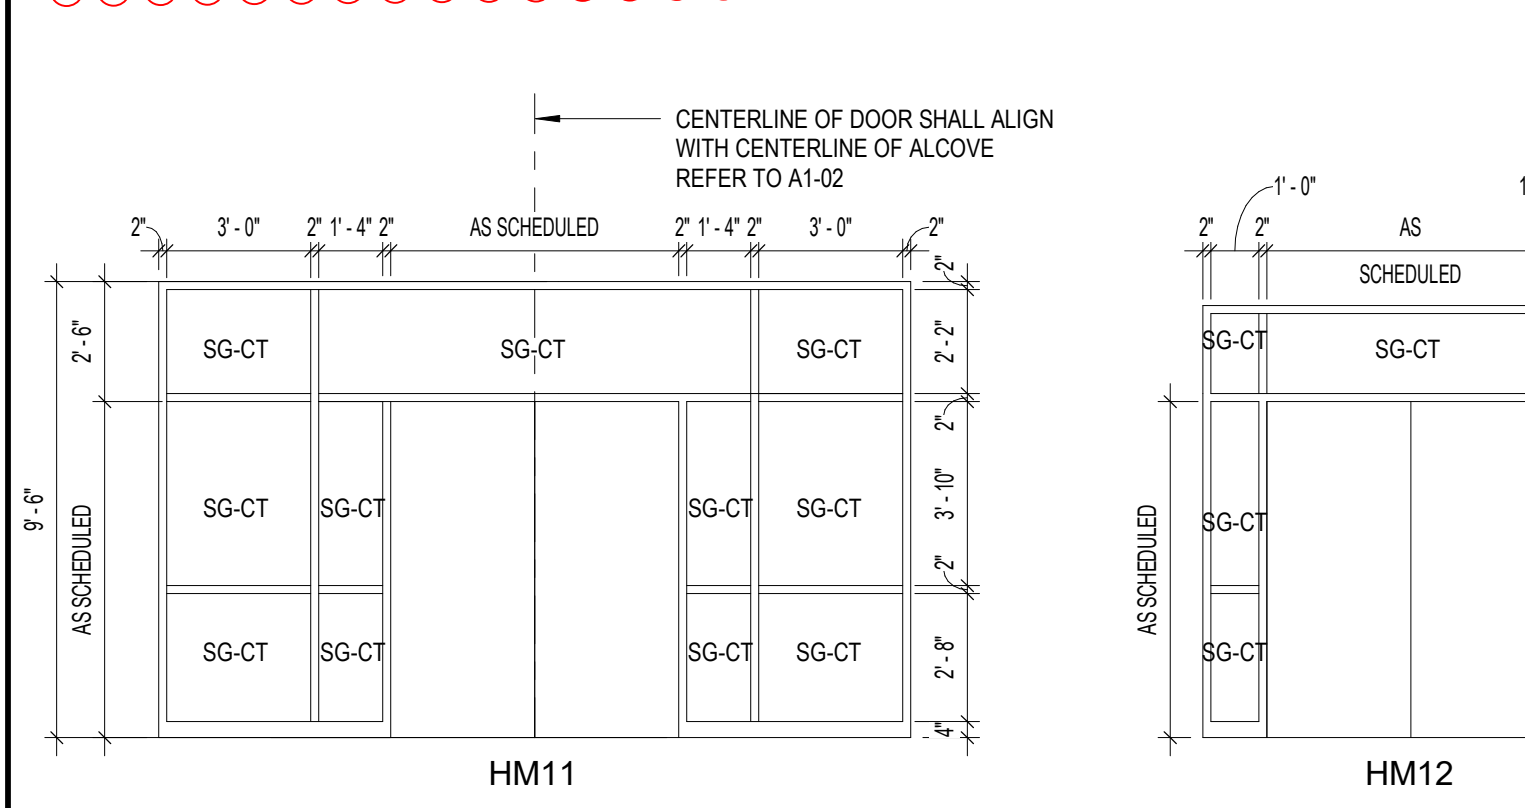 CENTERLINE OF DOOR SHALL ALIGN
WITH CENTERLINE OF ALCOVE
REFER TO A1-02
2" 3' - 0" 2" 1' - 4" 2" AS SCHEDULED 2" 1' - 4" 2" 3' - 0" 2"
9' - 6"
2' - 6"
AS SCHEDULED
SG-CT SG-CT SG-CT
SG-CT SG-CT SG-CT SG-CT
SG-CT SG-CT SG-CT SG-CT
2"
2' - 2"
2"
3' - 10"
2"
2' - 8"
4"
HM11
1' - 0"
1
2" 2" AS
SCHEDULED
AS SCHEDULED
SG-CT SG-CT
SG-CT
SG-CT
HM12